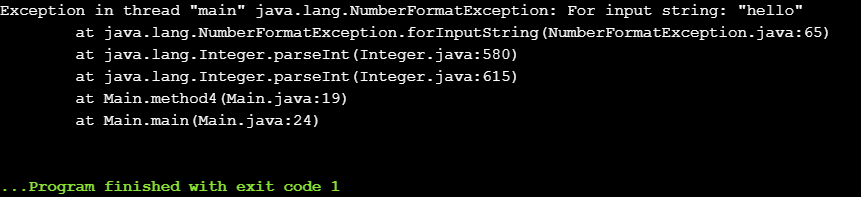 Exception in thread "main" java.lang.NumberFormatException: For input string: "hello"
at java.lang.NumberFormatException.forInputString(NumberFormatException.java:65)
at java.lang.Integer.parseInt(Integer.java:580)
at java.lang.Integer.parseInt(Integer.java:615)
at Main.method4(Main.java:19)
at Main.main(Main.java:24)
...Program finished with exit code 1